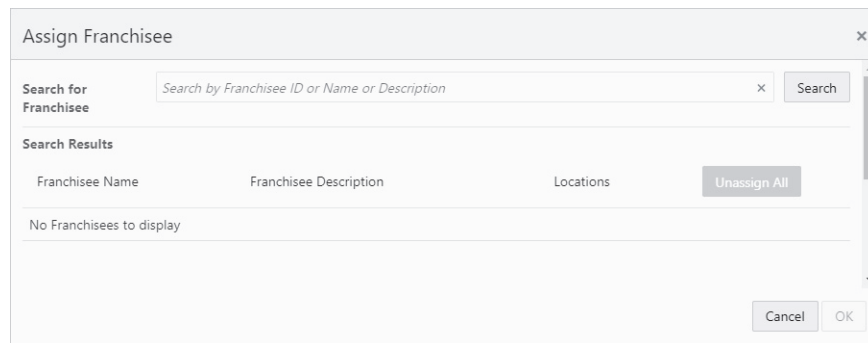 Assign Franchisee ×
Search for Franchisee
Search by Franchisee ID or Name or Description × Search
Search Results
Franchisee Name Franchisee Description Locations Unassign All
No Franchisees to display
Cancel OK